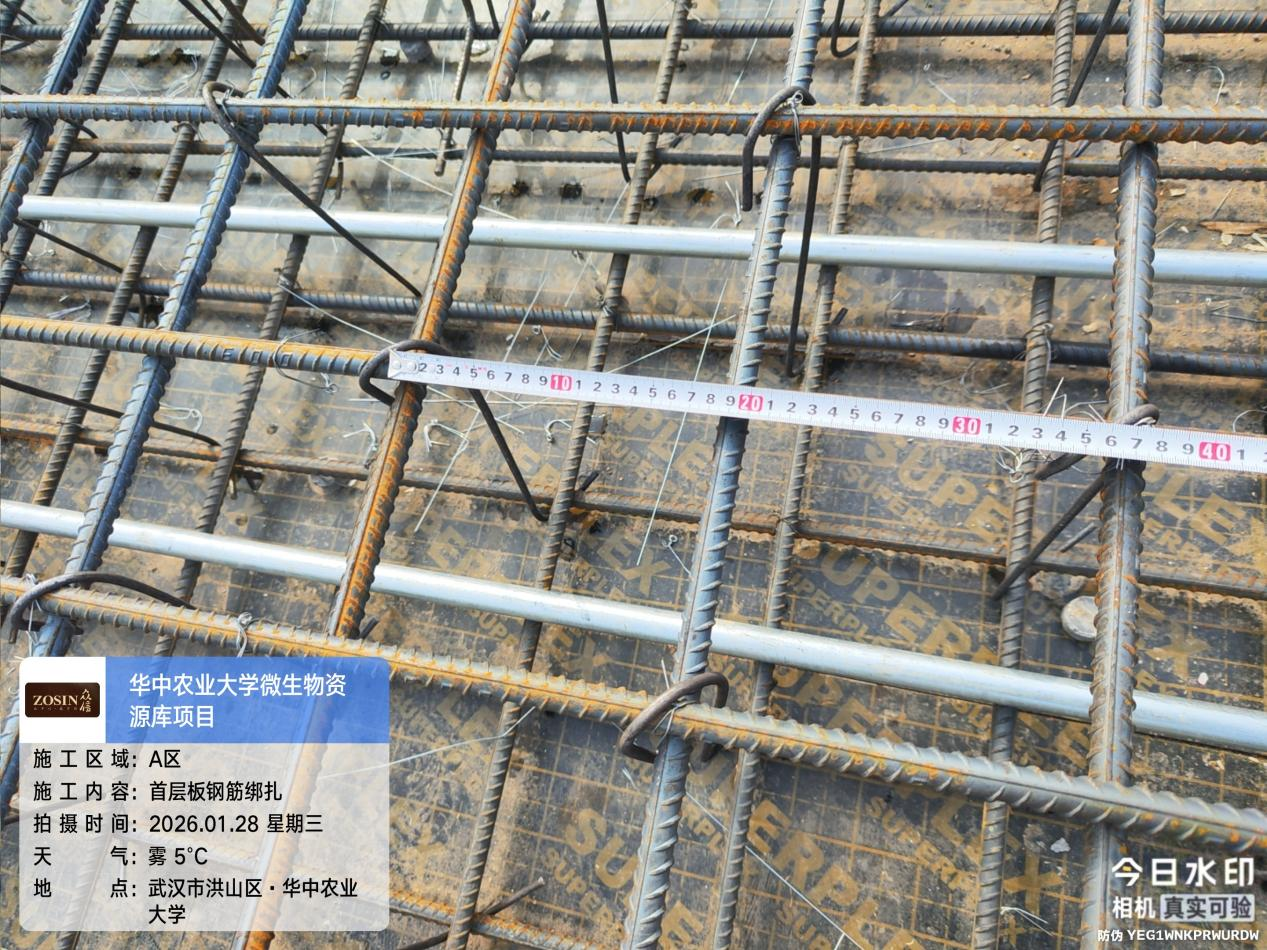 600
2 3 4 5 6 7 8 9 10 1 2 3 4 5 6 7 8 9 20 1 2 3 4 5 6 7 8 9 30 1 2 3 4 5 6 7 8 9 40 1
SUPERPLEX
SUPERPLEX
SUPERPLEX
ZOSIN 众信
华中农业大学微生物资
源库项目
施工区域：A区
施工内容：首层板钢筋绑扎
拍摄时间：2026.01.28 星期三
天气：雾 5℃
地点：武汉市洪山区·华中农业
大学
今日水印
相机 真实可验
防伪 YEG1WNKPRWURDW